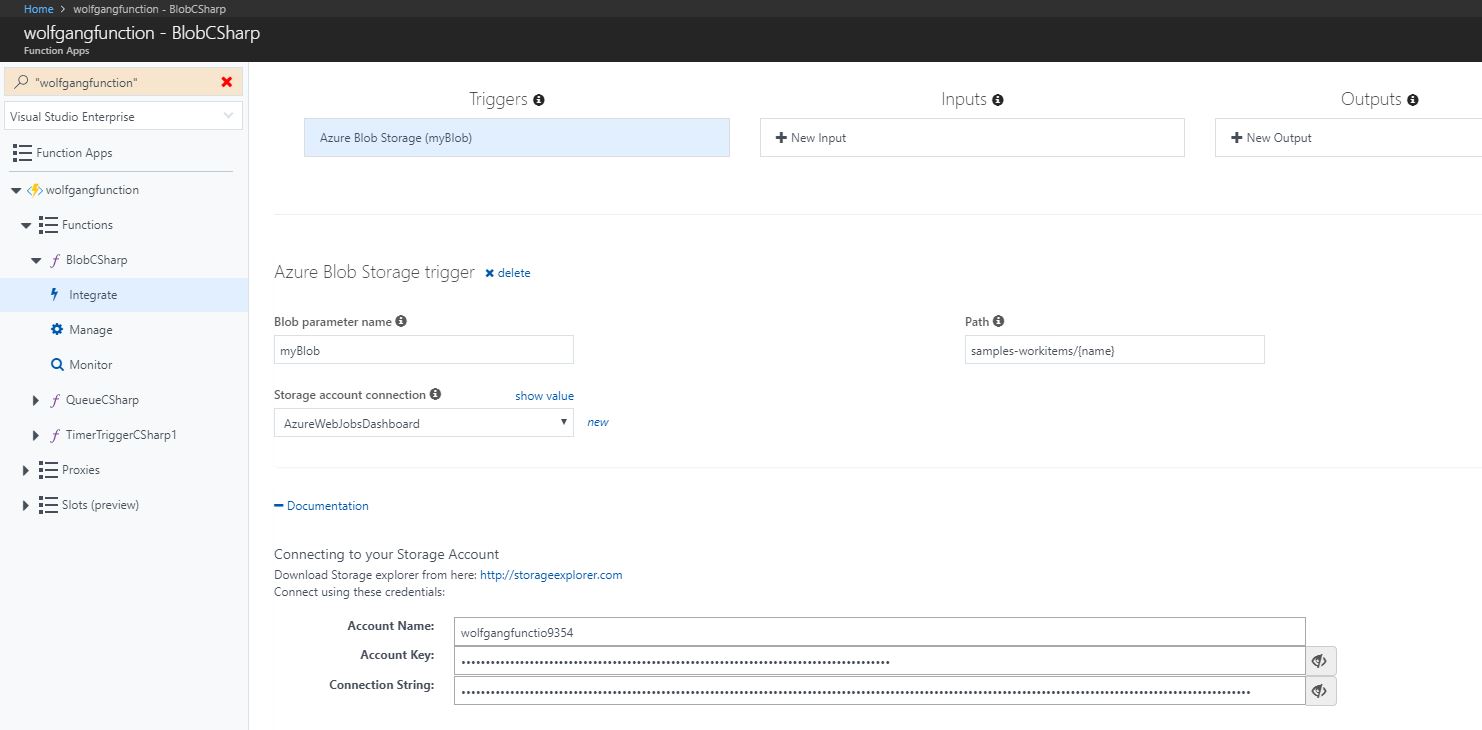 Home > wolfgangfunction - BlobCSharp
wolfgangfunction - BlobCSharp
Function Apps
"wolfgangfunction"
Visual Studio Enterprise
Function Apps
wolfgangfunction
Functions
BlobCSharp
Integrate
Manage
Monitor
QueueCSharp
TimerTriggerCSharp1
Proxies
Slots (preview)
Triggers
Inputs
Outputs
Azure Blob Storage (myBlob)
+ New Input
+ New Output
Azure Blob Storage trigger
delete
Blob parameter name
Path
myBlob
samples-workitems/{name}
Storage account connection
show value
AzureWebJobsDashboard
new
Documentation
Connecting to your Storage Account
Download Storage explorer from here: http://storageexplorer.com
Connect using these credentials:
Account Name:
wolfgangfunctio9354
Account Key:
Connection String: